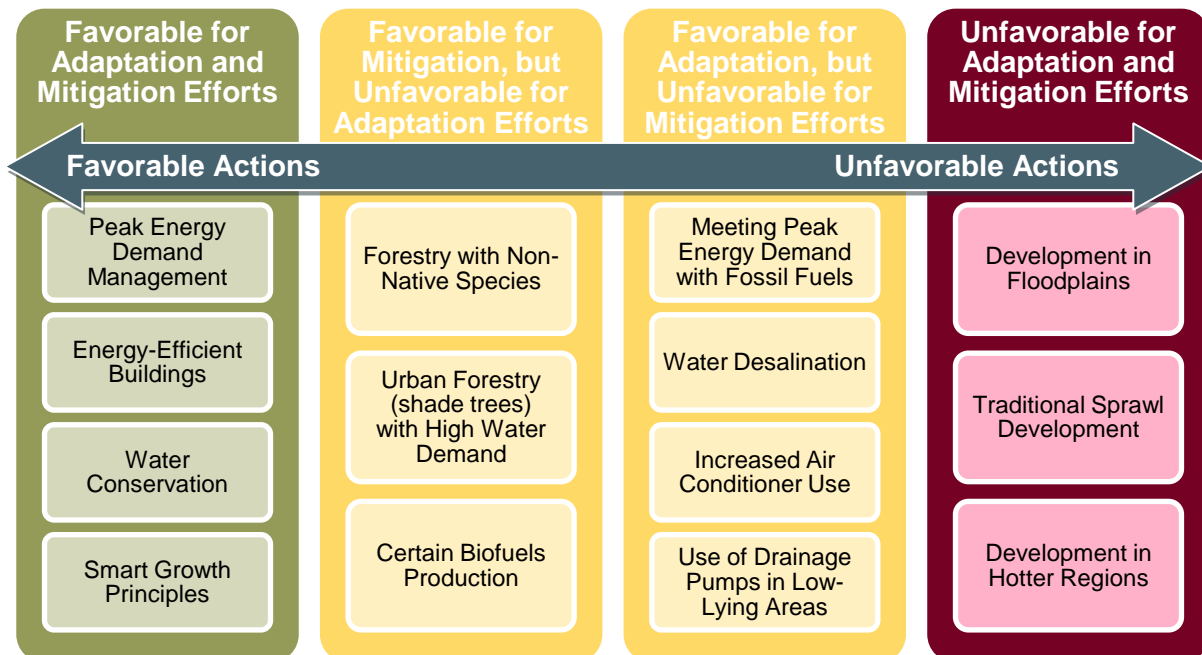 Favorable for
Adaptation and
Mitigation Efforts
Favorable for
Mitigation, but
Unfavorable for
Adaptation Efforts
Favorable for
Adaptation, but
Unfavorable for
Mitigation Efforts
Unfavorable for
Adaptation and
Mitigation Efforts
Favorable Actions
Unfavorable Actions
Peak Energy
Demand
Management
Energy-Efficient
Buildings
Water
Conservation
Smart Growth
Principles
Forestry with Non-
Native Species
Urban Forestry
(shade trees)
with High Water
Demand
Certain Biofuels
Production
Meeting Peak
Energy Demand
with Fossil Fuels
Water Desalination
Increased Air
Conditioner Use
Use of Drainage
Pumps in Low-
Lying Areas
Development in
Floodplains
Traditional Sprawl
Development
Development in
Hotter Regions